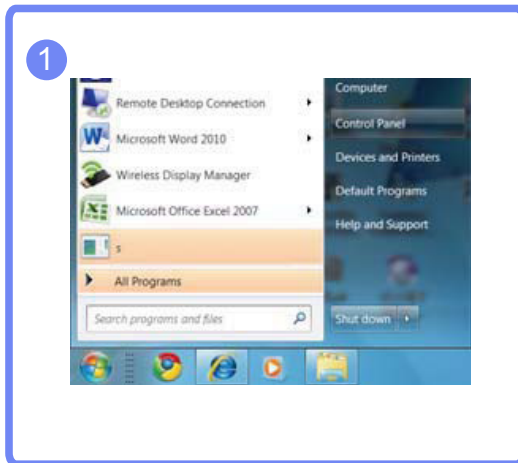 1
Remote Desktop Connection
Microsoft Word 2010
Wireless Display Manager
Microsoft Office Excel 2007
s
All Programs
Search programs and files
Computer
Control Panel
Devices and Printers
Default Programs
Help and Support
Shut down